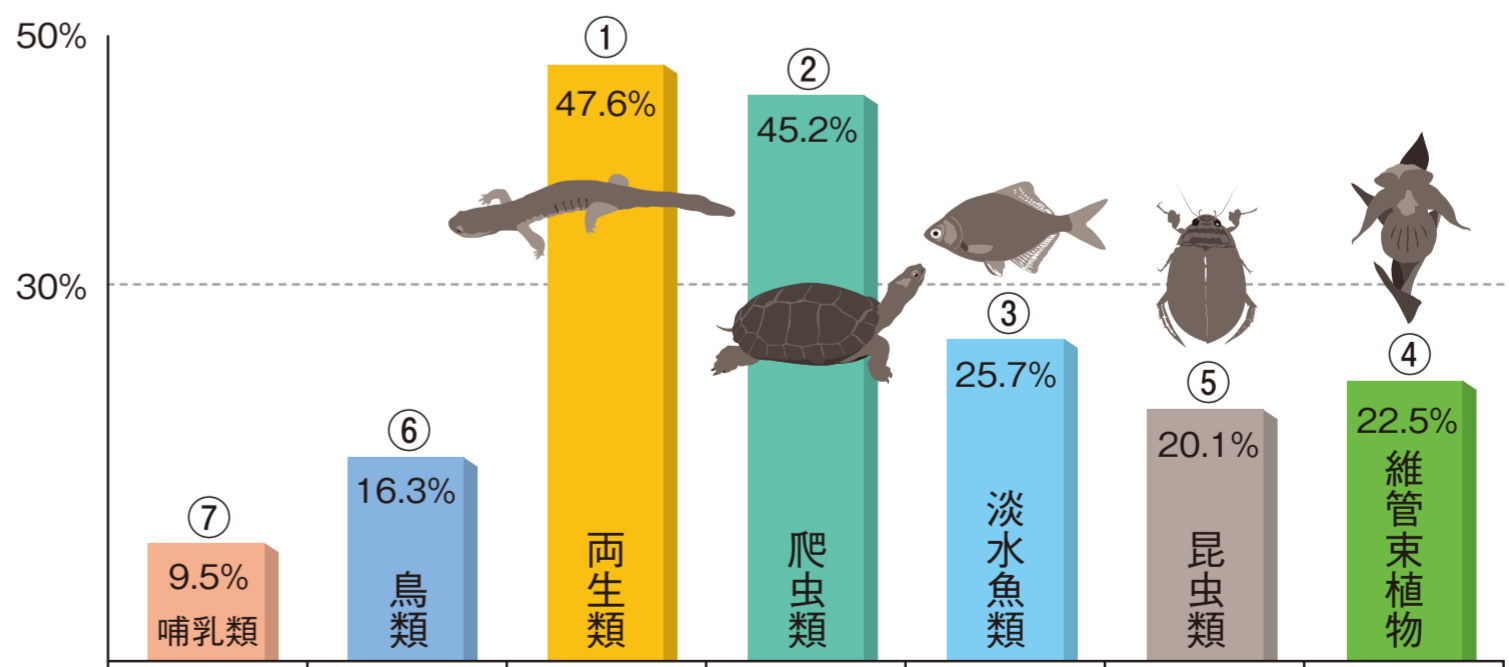 50%
30%
⑦
9.5%
哺乳類
⑥
16.3%
鳥類
①
47.6%
両生類
②
45.2%
爬虫類
③
25.7%
淡水魚類
⑤
20.1%
昆虫類
④
22.5%
維管束植物